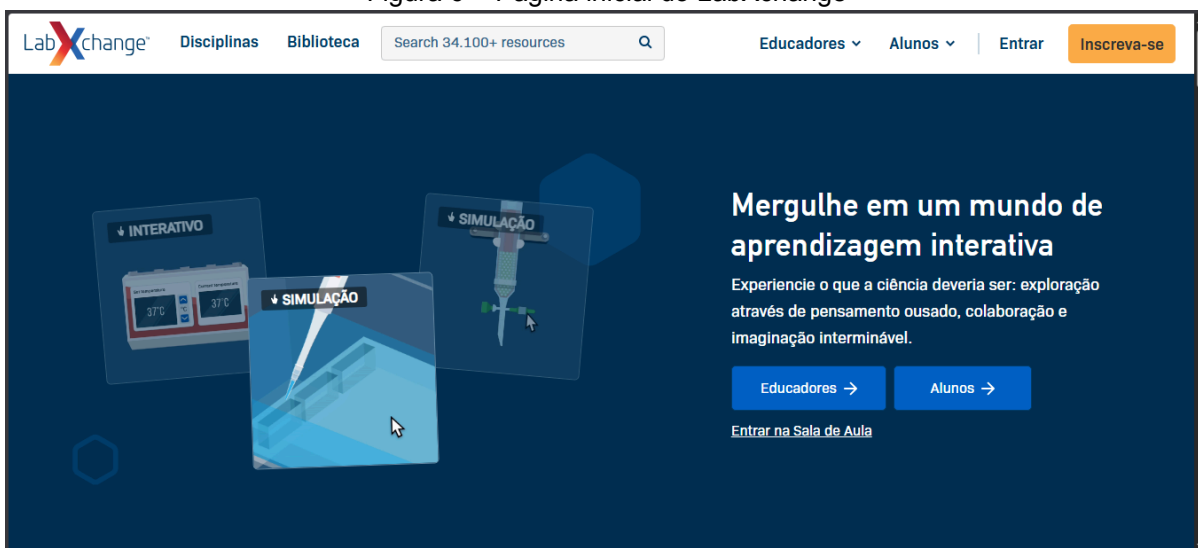 LabXchange
Disciplinas
Biblioteca
Search 34.100+ resources
Educadores
Alunos
Entrar
Inscreva-se
INTERATIVO
SIMULAÇÃO
SIMULAÇÃO
37°C
37°C
Mergulhe em um mundo de
aprendizagem interativa
Experiencie o que a ciência deveria ser: exploração
através de pensamento ousado, colaboração e
imaginação interminável.
Educadores →
Alunos →
Entrar na Sala de Aula